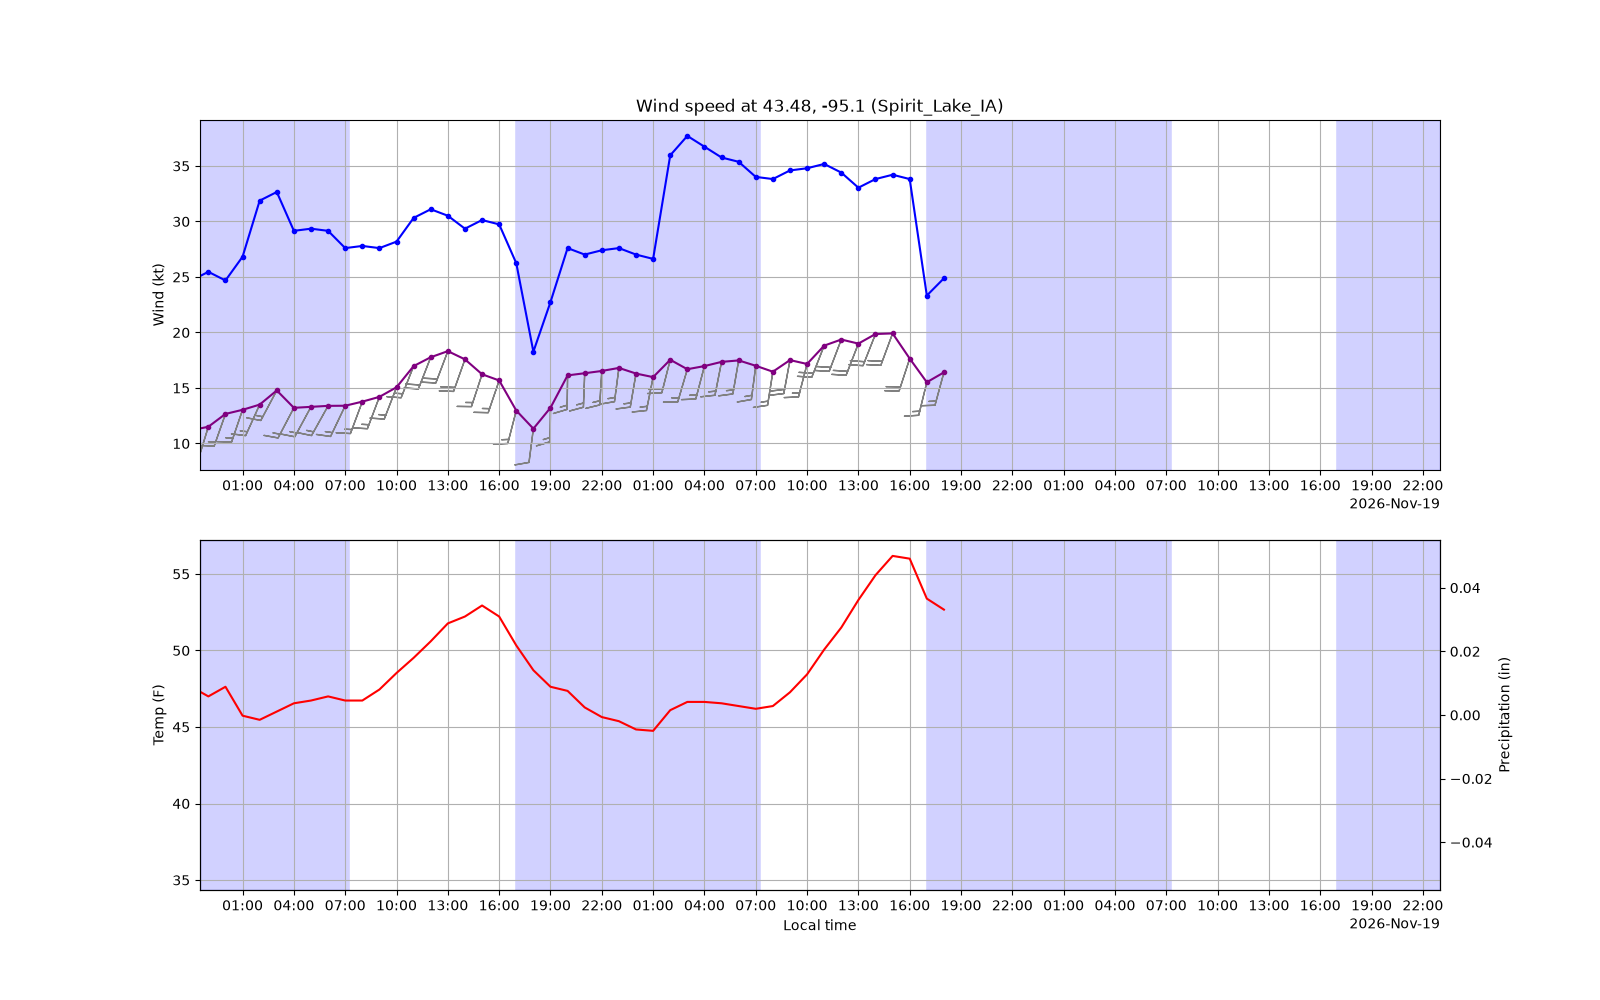 Wind speed at 43.48, -95.1 (Spirit_Lake_IA)
Wind (kt)
35
30
25
20
15
10
01:00 04:00 07:00 10:00 13:00 16:00 19:00 22:00 01:00 04:00 07:00 10:00 13:00 16:00 19:00 22:00 01:00 04:00 07:00 10:00 13:00 16:00 19:00 22:00
2026-Nov-19
Temp (F)
55
50
45
40
35
0.04
0.02
0.00
−0.02
−0.04
Precipitation (in)
01:00 04:00 07:00 10:00 13:00 16:00 19:00 22:00 01:00 04:00 07:00 10:00 13:00 16:00 19:00 22:00 01:00 04:00 07:00 10:00 13:00 16:00 19:00 22:00
Local time
2026-Nov-19